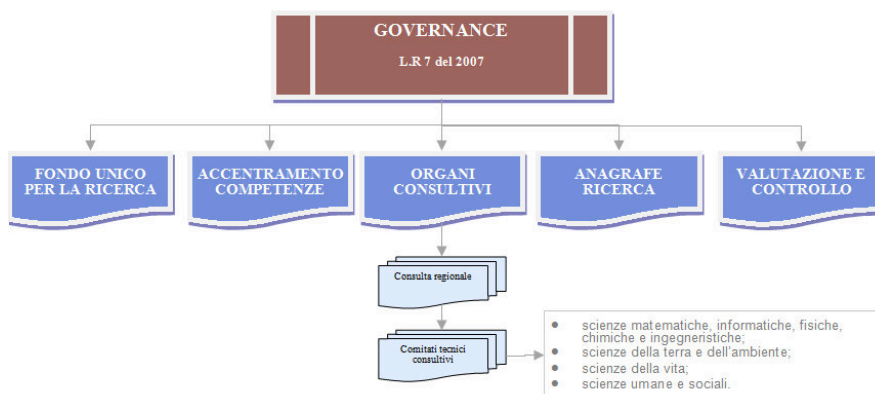 GOVERNANCE
L.R 7 del 2007
FONDO UNICO
PER LA RICERCA
ACCENTRAMENTO
COMPETENZE
ORGANI
CONSULTIVI
ANAGRAFE
RICERCA
VALUTAZIONE E
CONTROLLO
Consulta regionale
Comitati tecnici
consultivi
● scienze matematiche, informatiche, fisiche,
chimiche e ingegneristiche;
● scienze della terra e dell'ambiente;
● scienze della vita;
● scienze umane e sociali.